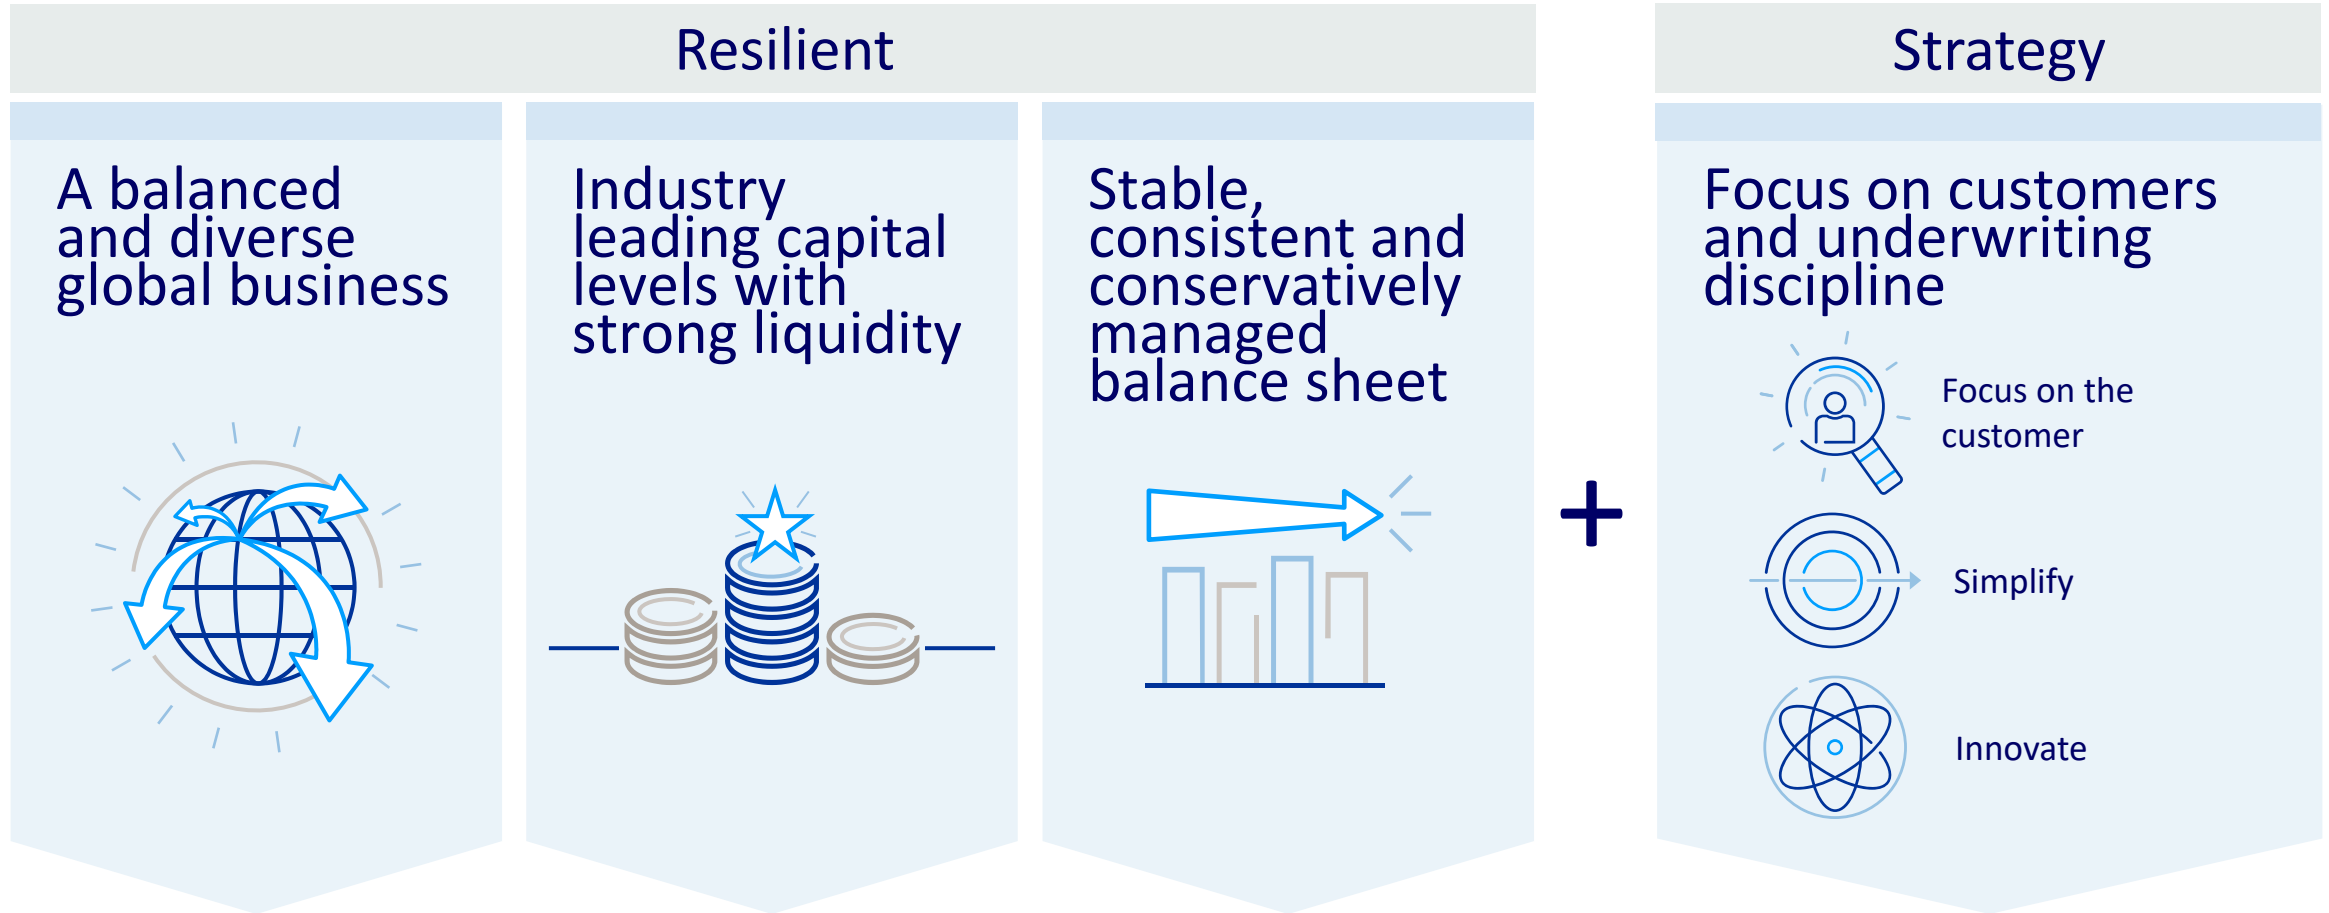 Resilient
A balanced
and diverse
global business
Industry
leading capital
levels with
strong liquidity
Stable,
consistent and
conservatively
managed
balance sheet
+
Strategy
Focus on customers
and underwriting
discipline
Focus on the
customer
Simplify
Innovate